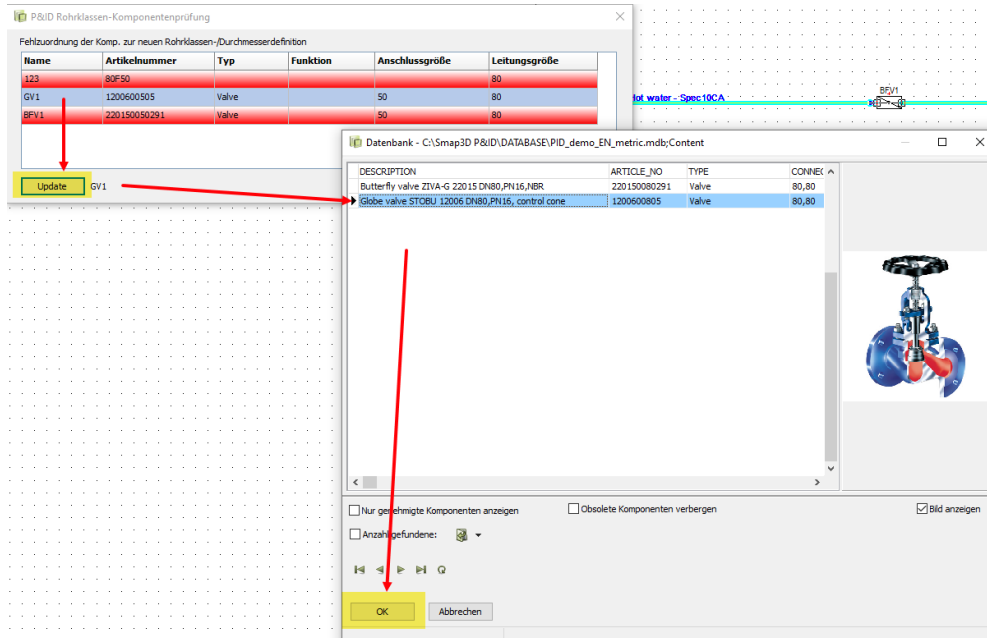 P&ID Rohrklassen-Komponentenprüfung
Fehlzuordnung der Komp. zur neuen Rohrklassen-/Durchmesserdefinition
Name Artikelnummer Typ Funktion Anschlussgröße Leitungsgröße
123 80F50 80
GV1 1200600505 Valve 50 80
BFV1 220150050291 Valve 50 80
Update GV1
Hot water - Spec10CA
BFV1
Datenbank - C:\Smap3D P&ID\DATABASE\PID_demo_EN_metric.mdb;Content
DESCRIPTION ARTICLE_NO TYPE CONNEC
Butterfly valve ZIVA-G 22015 DN80,PN16,NBR 220150080291 Valve 80,80
Globe valve STOBU 12006 DN80,PN16, control cone 1200600805 Valve 80,80
Nur genehmigte Komponenten anzeigen Obsolete Komponenten verbergen Bild anzeigen
Anzahl gefundene:
OK Abbrechen